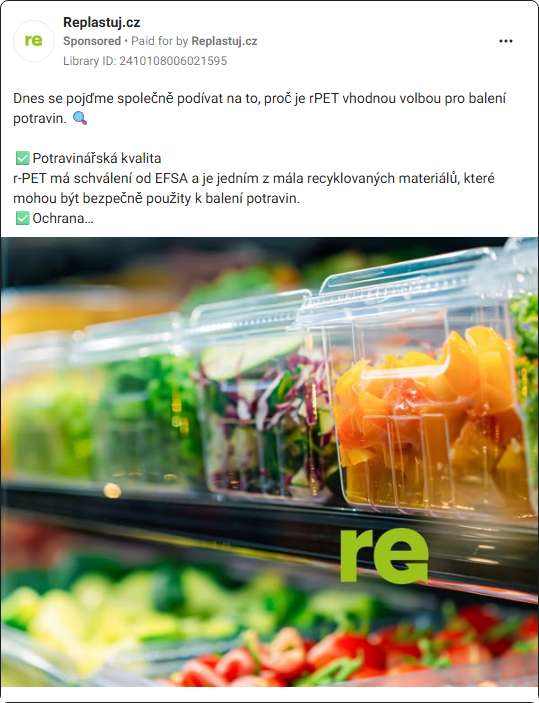 re
Replastuj.cz
Sponsored • Paid for by Replastuj.cz
Library ID: 2410108006021595
Dnes se pojďme společně podívat na to, proč je rPET vhodnou volbou pro balení
potravin. 🔍
✅ Potravinářská kvalita
r-PET má schválení od EFSA a je jedním z mála recyklovaných materiálů, které
mohou být bezpečně použity k balení potravin.
✅ Ochrana…
re